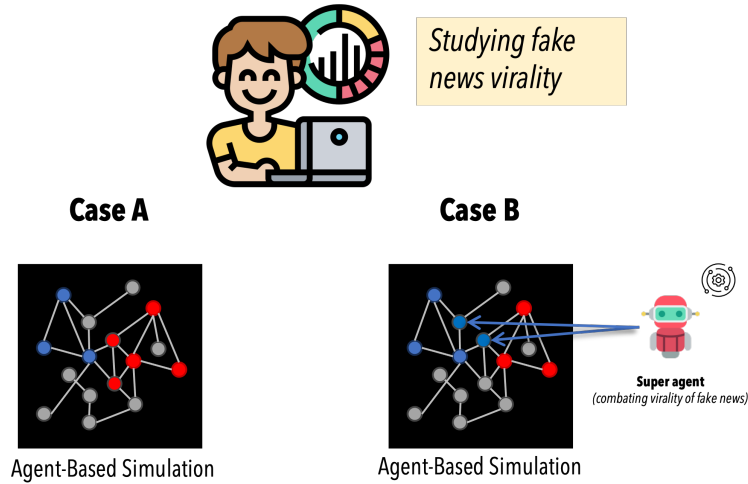 Studying fake
news virality
Case A
Case B
Super agent
(combating virality of fake news)
Agent-Based Simulation
Agent-Based Simulation